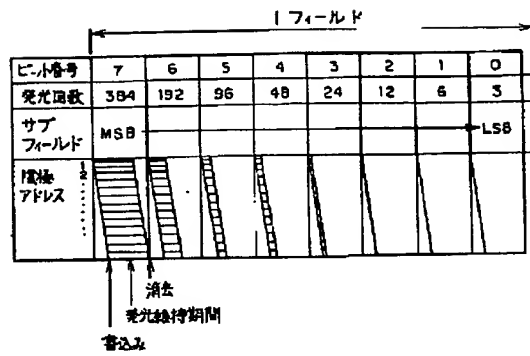 1フィールド
ビット番号 7 6 5 4 3 2 1 0
発光回数 384 192 96 48 24 12 6 3
サブ
フィールド MSB LSB
陰極
アドレス
1
2
消去
発光維持期間
書込み